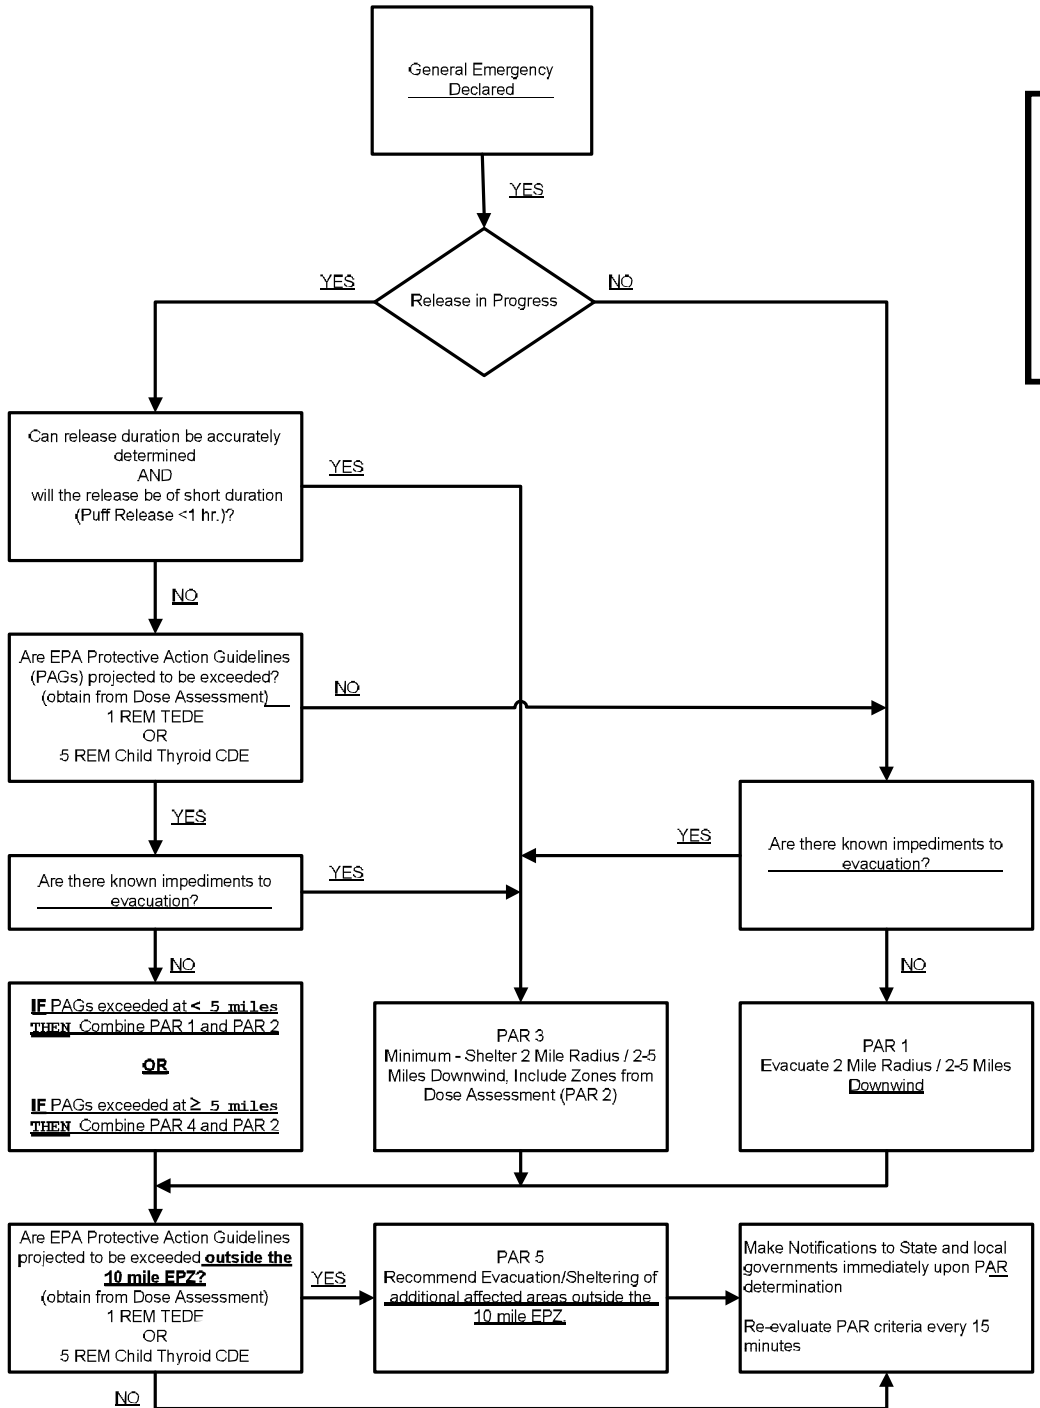 General Emergency
Declared
YES
YES
Release in Progress
NO
Can release duration be accurately
determined
AND
will the release be of short duration
(Puff Release <1 hr.)?
YES
NO
Are EPA Protective Action Guidelines
(PAGs) projected to be exceeded?
(obtain from Dose Assessment)
1 REM TEDE
OR
5 REM Child Thyroid CDE
NO
YES
Are there known impediments to
evacuation?
YES
YES
Are there known impediments to
evacuation?
NO
NO
IF PAGs exceeded at < 5 miles
THEN Combine PAR 1 and PAR 2
OR
IF PAGs exceeded at ≥ 5 miles
THEN Combine PAR 4 and PAR 2
PAR 3
Minimum - Shelter 2 Mile Radius / 2-5
Miles Downwind, Include Zones from
Dose Assessment (PAR 2)
PAR 1
Evacuate 2 Mile Radius / 2-5 Miles
Downwind
Are EPA Protective Action Guidelines
projected to be exceeded outside the
10 mile EPZ?
(obtain from Dose Assessment)
1 REM TEDE
OR
5 REM Child Thyroid CDE
YES
NO
PAR 5
Recommend Evacuation/Sheltering of
additional affected areas outside the
10 mile EPZ.
Make Notifications to State and local
governments immediately upon PAR
determination
Re-evaluate PAR criteria every 15
minutes